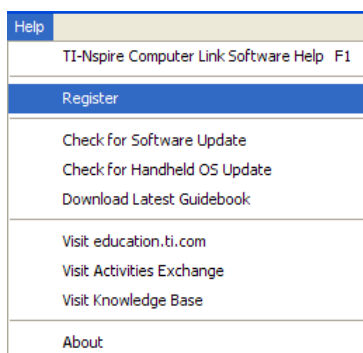 Help
TI-Nspire Computer Link Software Help F1
Register
Check for Software Update
Check for Handheld OS Update
Download Latest Guidebook
Visit education.ti.com
Visit Activities Exchange
Visit Knowledge Base
About